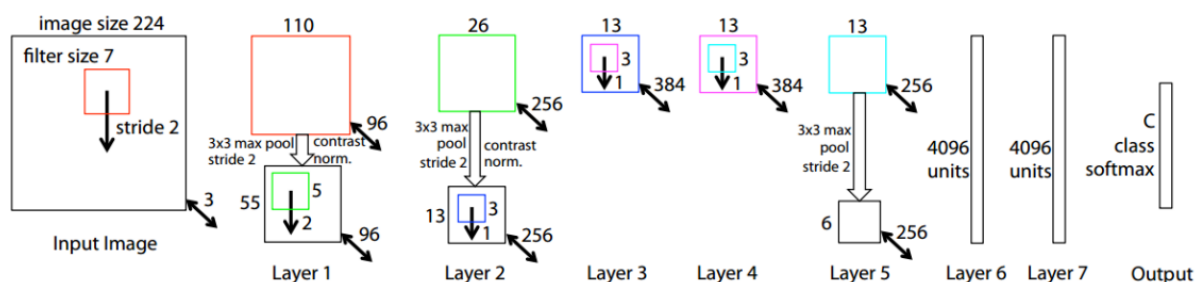 image size 224
filter size 7
stride 2
3
Input Image
110
96
3x3 max pool
stride 2
contrast
norm.
55
5
2
96
Layer 1
26
256
3x3 max
pool
stride 2
contrast
norm.
13
3
1
256
Layer 2
13
3
1
384
Layer 3
13
3
1
384
Layer 4
13
256
3x3 max
pool
stride 2
6
256
Layer 5
4096
units
Layer 6
4096
units
Layer 7
C
class
softmax
Output